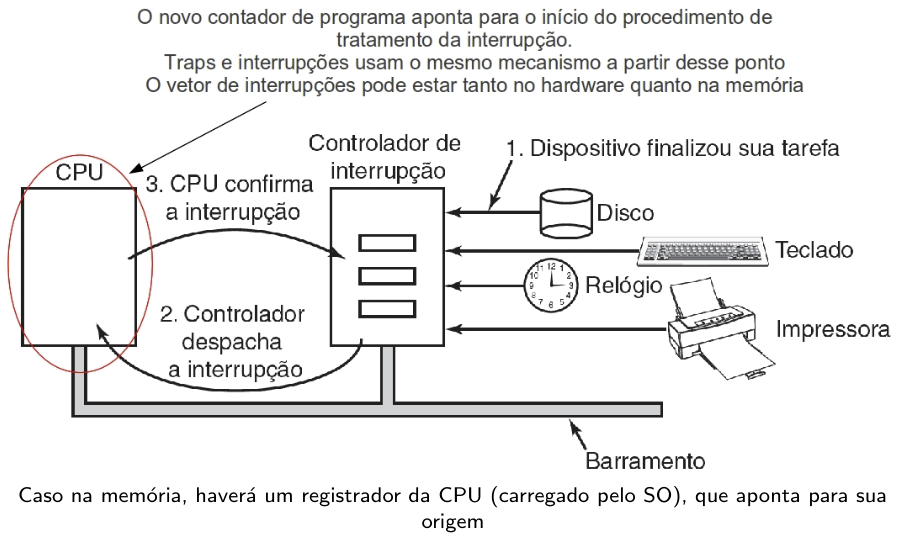 O novo contador de programa aponta para o início do procedimento de
tratamento da interrupção.
Traps e interrupções usam o mesmo mecanismo a partir desse ponto
O vetor de interrupções pode estar tanto no hardware quanto na memória
CPU
Controlador de
interrupção
1. Dispositivo finalizou sua tarefa
3. CPU confirma
a interrupção
Disco
Teclado
11 12 1
10 2
9 3
8 4
7 6 5
Relógio
2. Controlador
despacha
a interrupção
Impressora
Barramento
Caso na memória, haverá um registrador da CPU (carregado pelo SO), que aponta para sua
origem